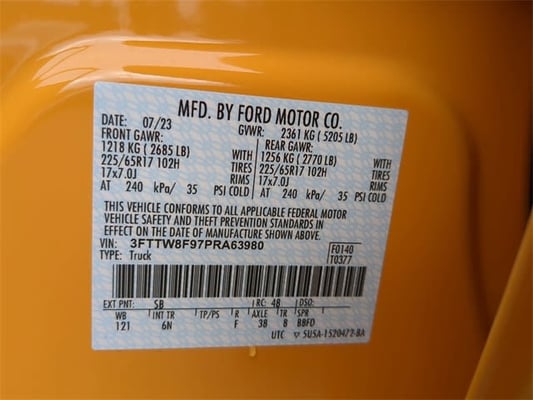 MFD. BY FORD MOTOR CO.
DATE: 07/23 GVWR: 2361 KG ( 5205 LB)
FRONT GAWR: REAR GAWR:
1218 KG ( 2685 LB) WITH 1256 KG ( 2770 LB) WITH
225/65R17 102H TIRES 225/65R17 102H TIRES
17x7.0J RIMS 17x7.0J RIMS
AT 240 kPa/ 35 PSI COLD AT 240 kPa/ 35 PSI COLD
THIS VEHICLE CONFORMS TO ALL APPLICABLE FEDERAL MOTOR
VEHICLE SAFETY AND THEFT PREVENTION STANDARDS IN
EFFECT ON THE DATE OF MANUFACTURE SHOWN ABOVE.
VIN: 3FTTW8F97PRA63980 F0140
TYPE: Truck T0377
EXT PNT: SB RC: 48 DSO:
WB INT TR TP/PS R AXLE TR SPR
121 6N F 38 8 BBFD
UTC 5U5A-1520472-BA